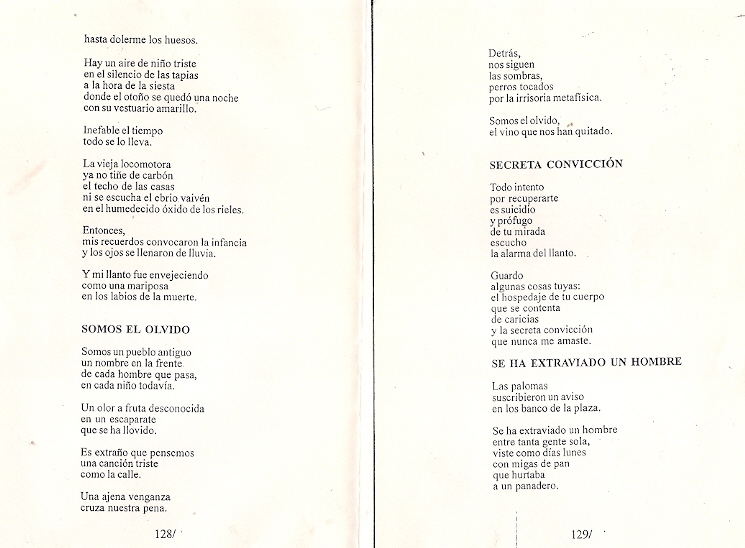 hasta dolerme los huesos.
Hay un aire de niño triste
en el silencio de las tapias
a la hora de la siesta
donde el otoño se quedó una noche
con su vestuario amarillo.
Inefable el tiempo
todo se lo lleva.
La vieja locomotora
ya no tiñe de carbón
el techo de las casas
ni se escucha el ebrio vaivén
en el humedecido óxido de los rieles.
Entonces,
mis recuerdos convocaron la infancia
y los ojos se llenaron de lluvia.
Y mi llanto fue envejeciendo
como una mariposa
en los labios de la muerte.
SOMOS EL OLVIDO
Somos un pueblo antiguo
un nombre en la frente
de cada hombre que pasa,
en cada niño todavía.
Un olor a fruta desconocida
en un escaparate
que se ha llovido.
Es extraño que pensemos
una canción triste
como la calle.
Una ajena venganza
cruza nuestra pena.
128/
Detrás,
nos siguen
las sombras,
perros tocados
por la irrisoria metafísica.
Somos el olvido,
el vino que nos han quitado.
SECRETA CONVICCIÓN
Todo intento
por recuperarte
es suicidio
y prófugo
de tu mirada
escucho
la alarma del llanto.
Guardo
algunas cosas tuyas:
el hospedaje de tu cuerpo
que se contenta
de caricias
y la secreta convicción
que nunca me amaste.
SE HA EXTRAVIADO UN HOMBRE
Las palomas
suscribieron un aviso
en los banco de la plaza.
Se ha extraviado un hombre
entre tanta gente sola,
viste como días lunes
con migas de pan
que hurtaba
a un panadero.
129/